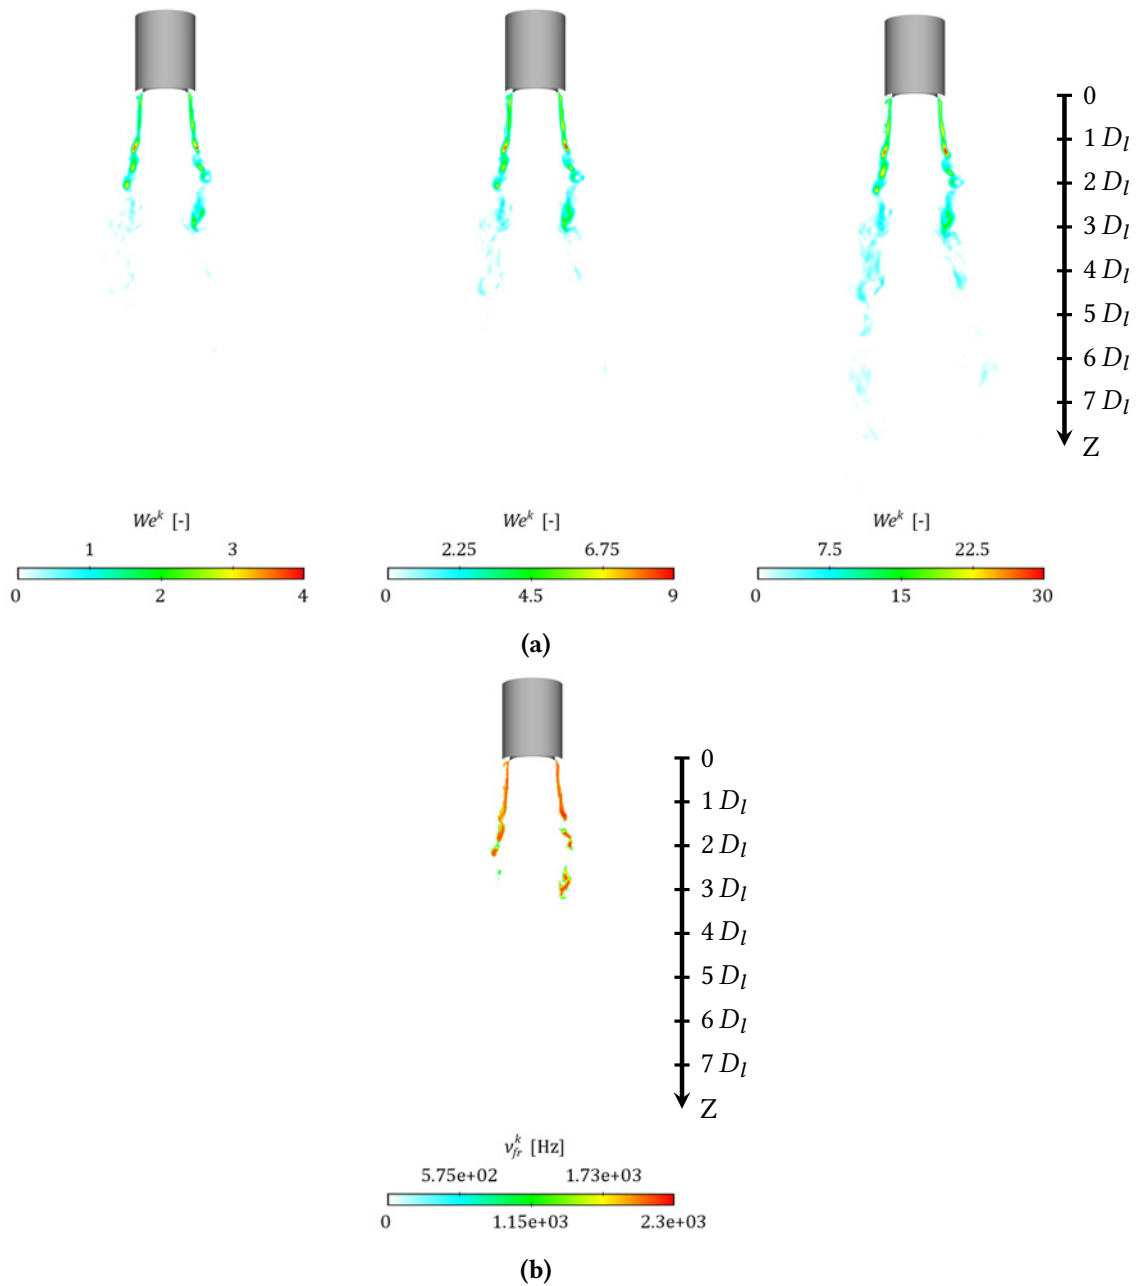 0
1 D_l
2 D_l
3 D_l
4 D_l
5 D_l
6 D_l
7 D_l
Z
We^k [-]
1 3
0 2 4
We^k [-]
2.25 6.75
0 4.5 9
We^k [-]
7.5 22.5
0 15 30
(a)
0
1 D_l
2 D_l
3 D_l
4 D_l
5 D_l
6 D_l
7 D_l
Z
ν_{fr}^k [Hz]
5.75e+02 1.73e+03
0 1.15e+03 2.3e+03
(b)